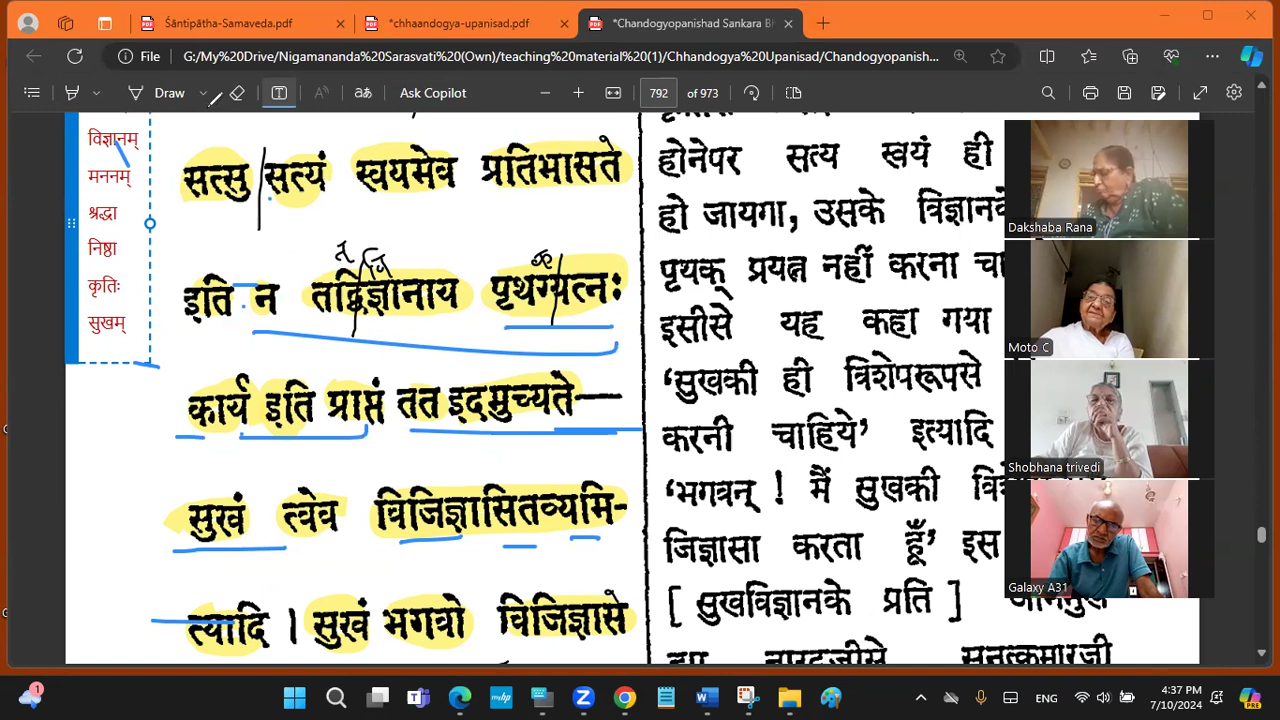 Śāntipātha-Samaveda.pdf
*chhaandogya-upanisad.pdf
*Chandogyopanishad Sankara Bh
File
G:/My%20Drive/Nigamananda%20Sarasvati%20(Own)/teaching%20material%20(1)/Chhandogya%20Upanisad/Chandogyopanish...
Draw
Ask Copilot
792 of 973
विज्ञानम्
मननम्
श्रद्धा
निष्ठा
कृतिः
सुखम्
सत्सु सत्यं स्वयमेव प्रतिभासते
इति न तद्विज्ञानाय पृथग्यत्नः
कार्य इति प्राप्तं तत इदमुच्यते—
सुखं त्वेव विजिज्ञासितव्यमि-
त्यादि । सुखं भगवो विजिज्ञासे
होनेपर सत्य स्वयं ही
हो जायगा, उसके
पृथक् प्रयत्न नहीं करना
इसीसे यह कहा गया
'सुखकी ही विशेषरूपसे
करनी चाहिये' इत्यादि
'भगवन् ! मैं सुखकी
जिज्ञासा करता हूँ' इस
[ सुखविज्ञानके प्रति ]
Dakshaba Rana
Moto C
Shobhana trivedi
Galaxy A31
1
ENG
4:37 PM
7/10/2024